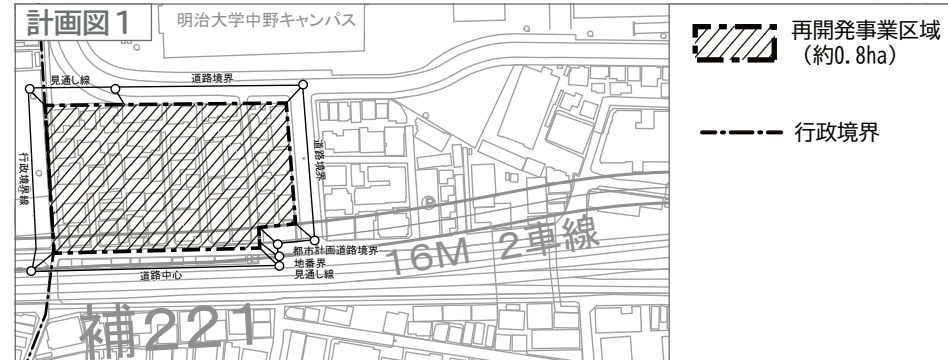 計画図1
明治大学中野キャンパス
見通し線
道路境界
行政境界線
道路境界
P
都市計画道路境界
地番界
見通し線
道路中心
16M 2車線
補221
再開発事業区域
(約0.8ha)
行政境界